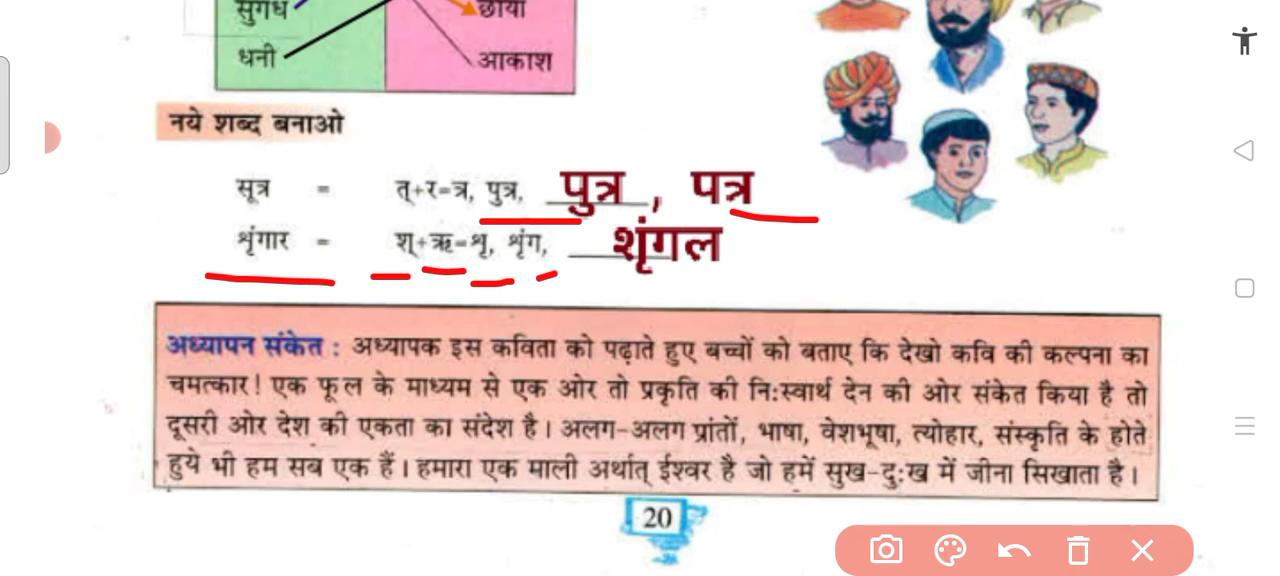 सुगंध छाया
धनी आकाश
नये शब्द बनाओ
सूत्र = त्+र=त्र, पुत्र, पुत्र, पत्र
शृंगार = श्+ऋ=शृ, शृंग, शृंगल
अध्यापन संकेत : अध्यापक इस कविता को पढ़ाते हुए बच्चों को बताए कि देखो कवि की कल्पना का
चमत्कार! एक फूल के माध्यम से एक ओर तो प्रकृति की नि:स्वार्थ देन की ओर संकेत किया है तो
दूसरी ओर देश की एकता का संदेश है। अलग-अलग प्रांतों, भाषा, वेशभूषा, त्योहार, संस्कृति के होते
हुये भी हम सब एक हैं। हमारा एक माली अर्थात् ईश्वर है जो हमें सुख-दु:ख में जीना सिखाता है।
20